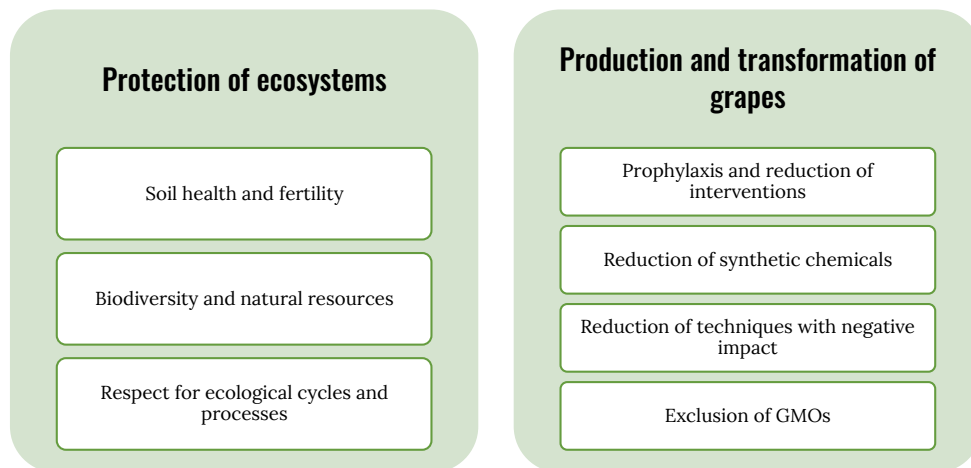 Protection of ecosystems
Soil health and fertility
Biodiversity and natural resources
Respect for ecological cycles and
processes
Production and transformation of
grapes
Prophylaxis and reduction of
interventions
Reduction of synthetic chemicals
Reduction of techniques with negative
impact
Exclusion of GMOs